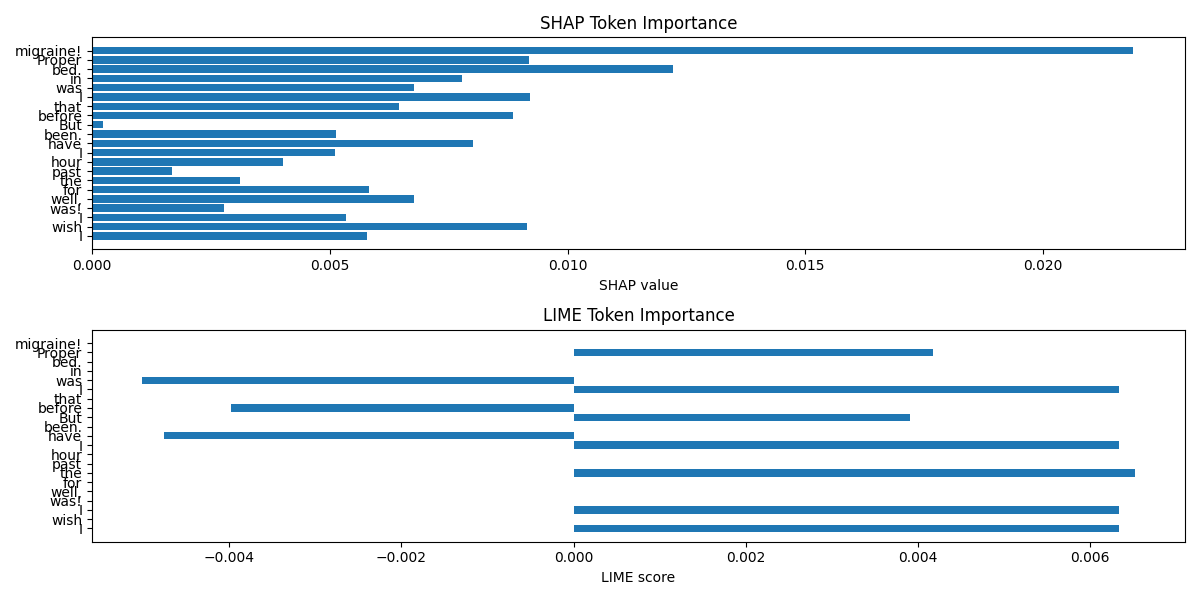 SHAP Token Importance
migraine!
Proper
bed.
in
was
I
that
before
But
been.
have
I
hour
past
the
for
well,
was!
I
wish
I
0.000 0.005 0.010 0.015 0.020
SHAP value
LIME Token Importance
migraine!
Proper
bed.
in
was
I
that
before
But
been.
have
I
hour
past
the
for
well,
was!
I
wish
I
−0.004 −0.002 0.000 0.002 0.004 0.006
LIME score